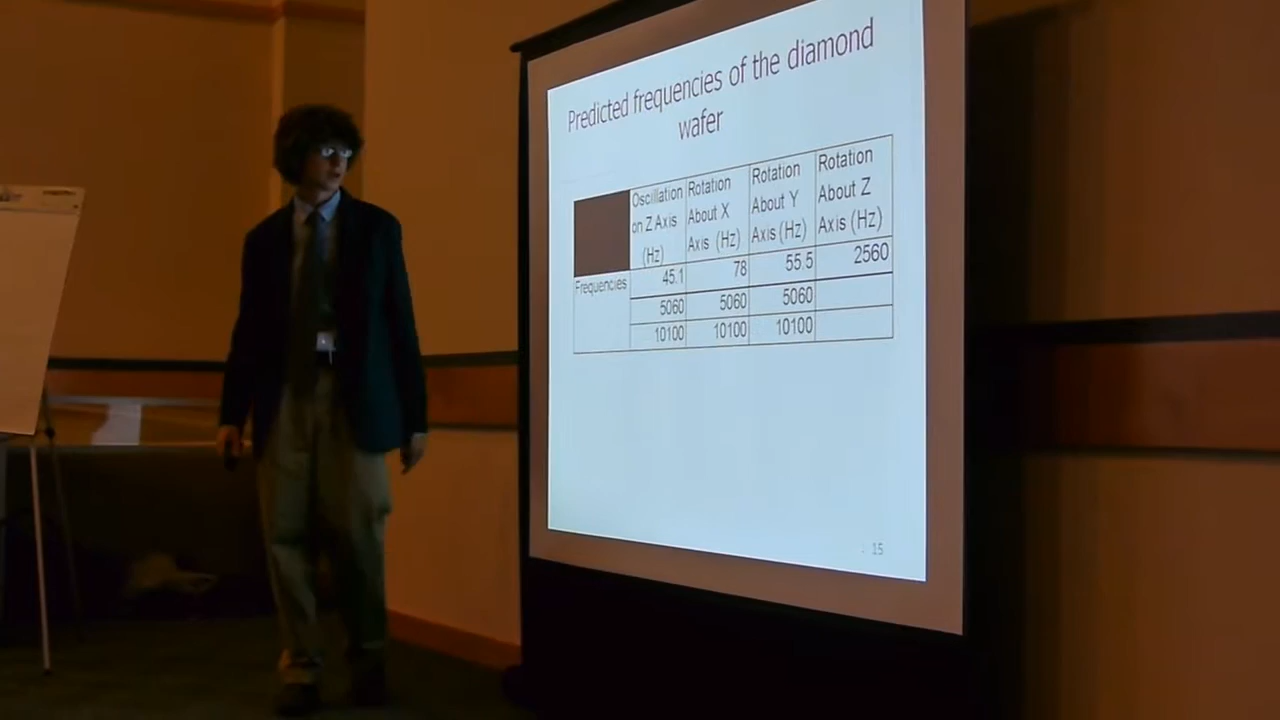 Predicted frequencies of the diamond
wafer
Oscillation on Z Axis (Hz)
Rotation About X Axis (Hz)
Rotation About Y Axis (Hz)
Rotation About Z Axis (Hz)
Frequencies 45.1 78 55.5 2560
5060 5060 5060
10100 10100 10100
15